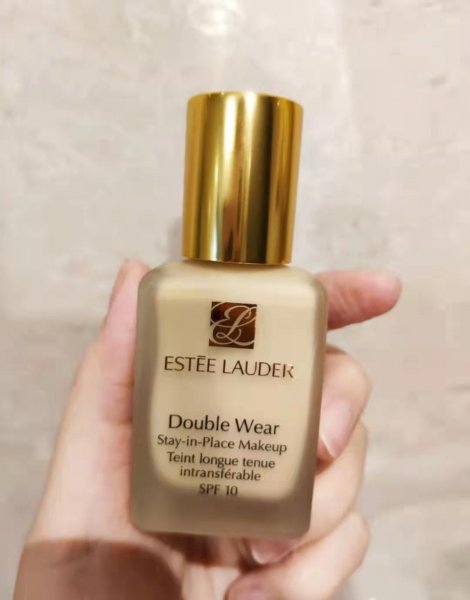 ESTĒE LAUDER
Double Wear
Stay-in-Place Makeup
Teint longue tenue
intransférable
SPF 10